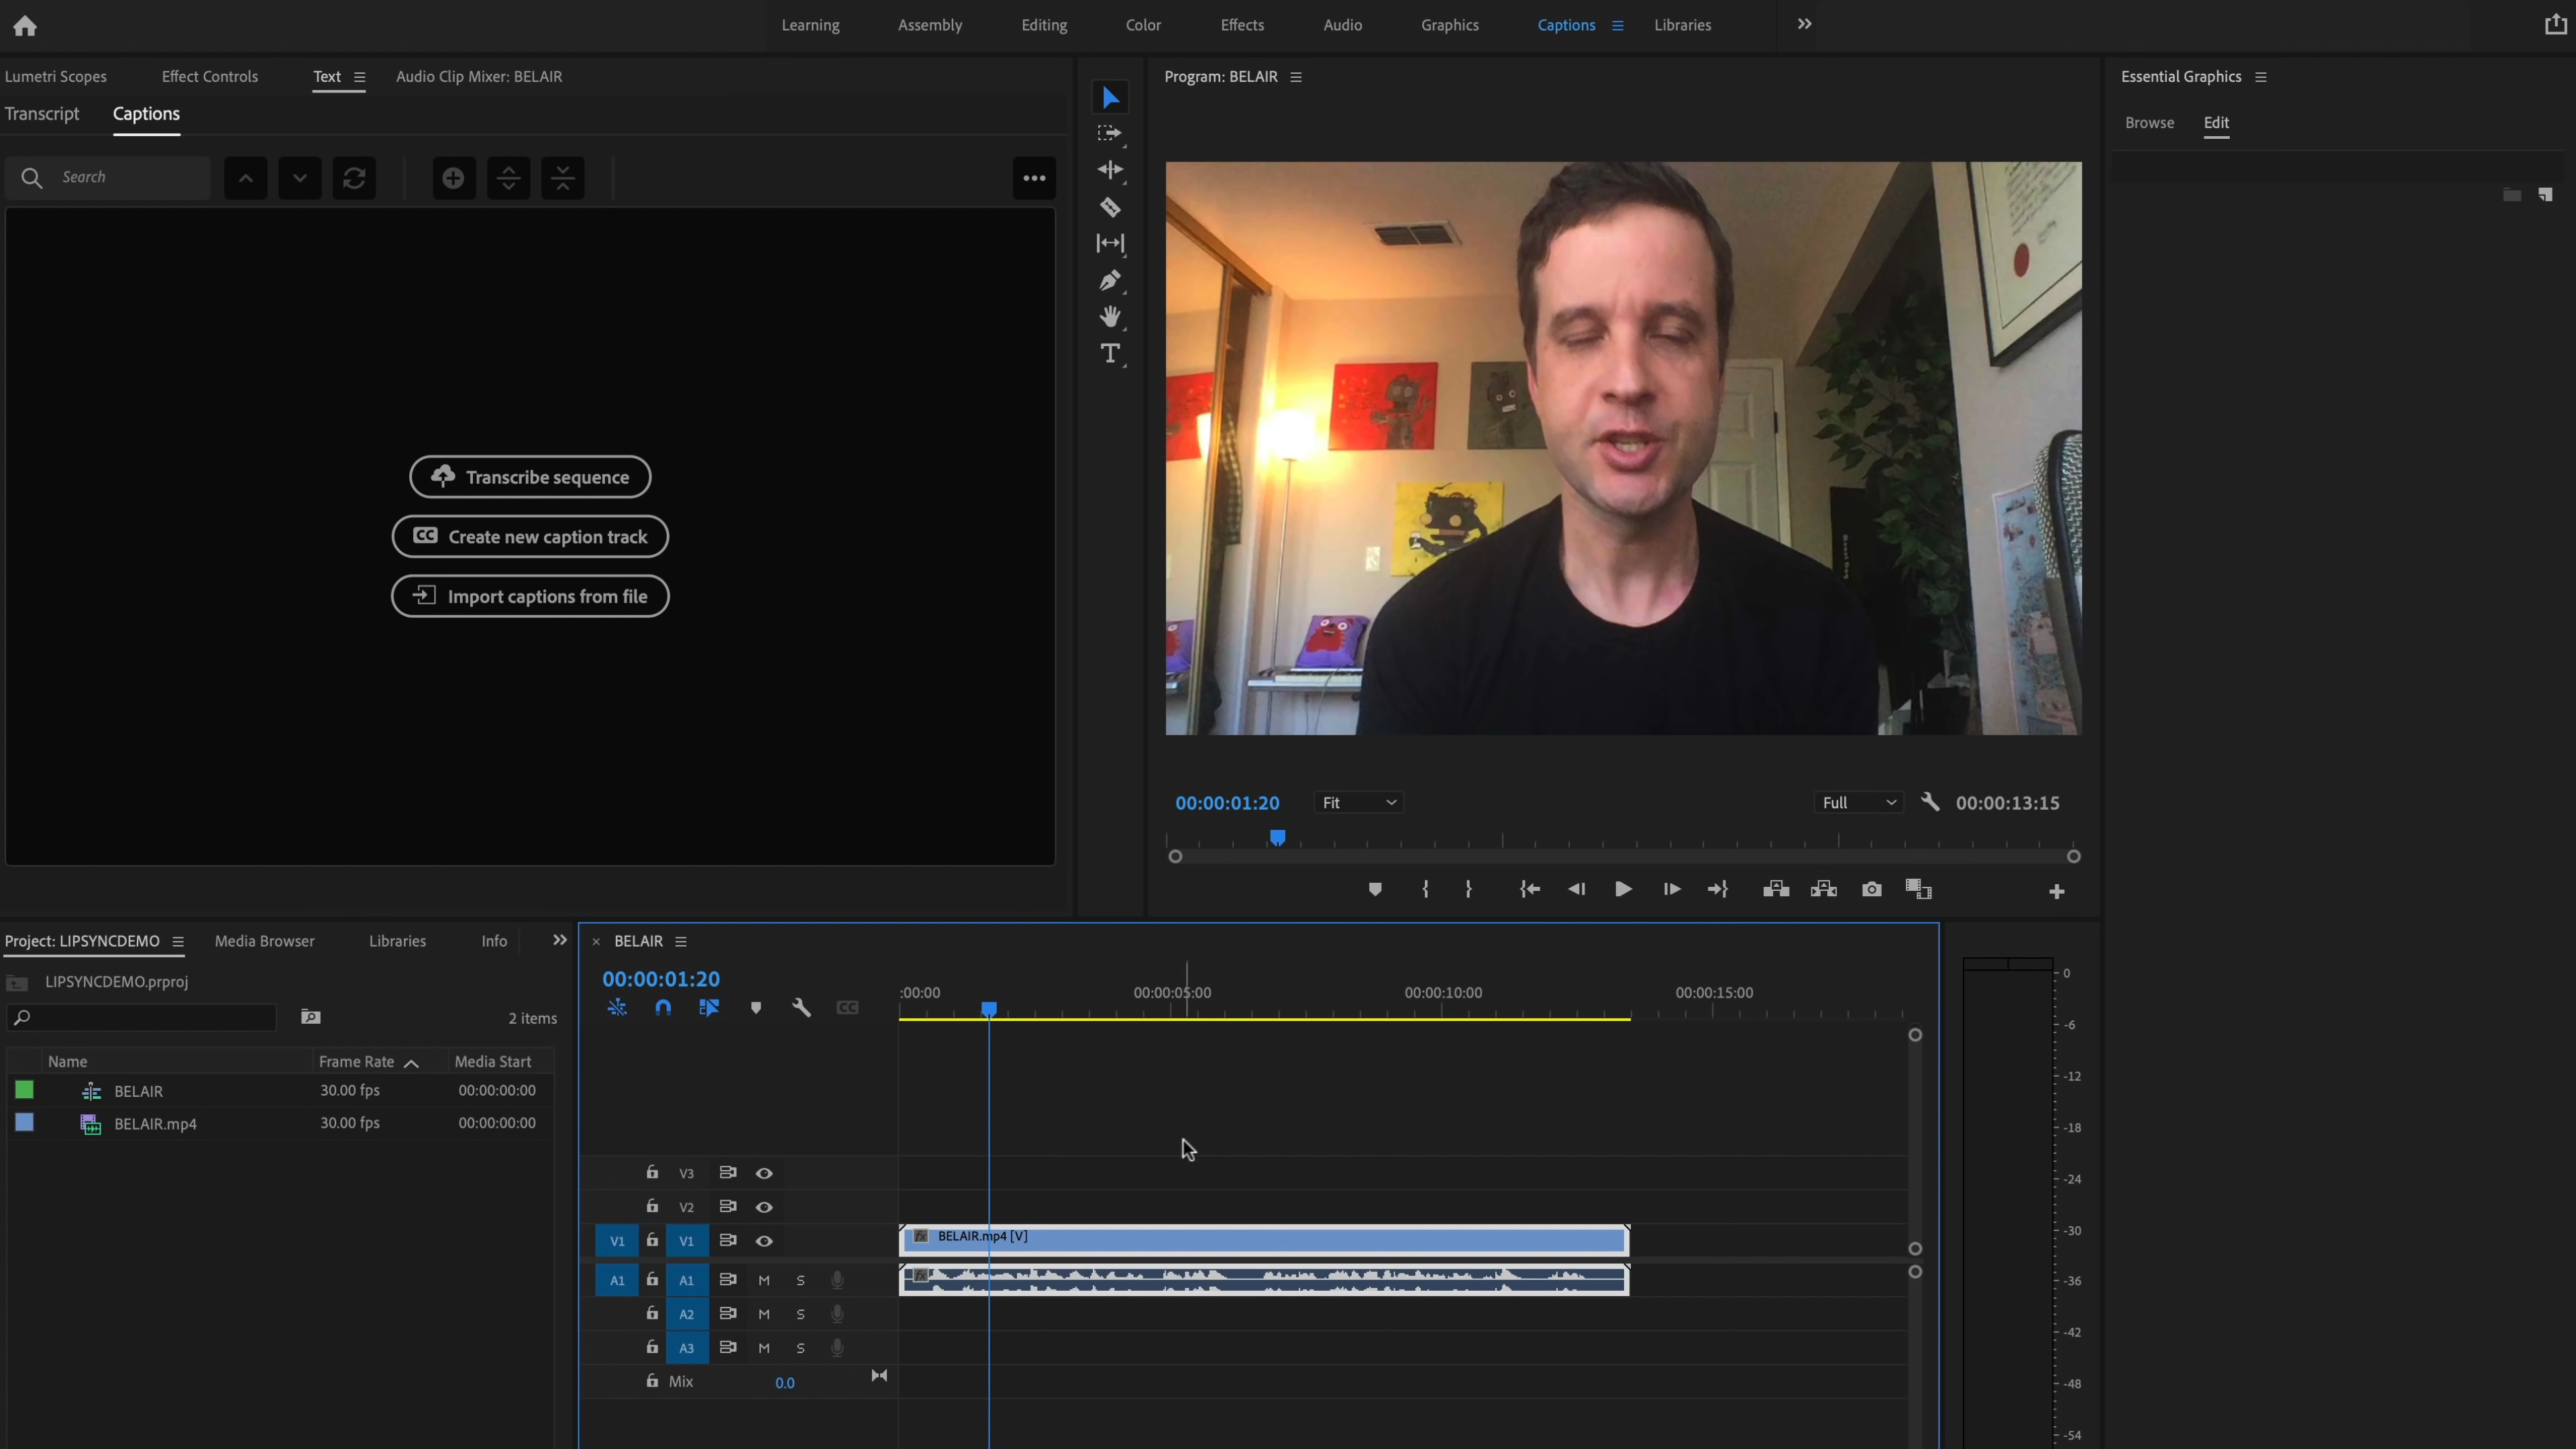 Learning Assembly Editing Color Effects Audio Graphics Captions Libraries
Lumetri Scopes Effect Controls Text Audio Clip Mixer: BELAIR
Transcript Captions
Search
Transcribe sequence
CC Create new caption track
Import captions from file
Program: BELAIR
00:00:01:20 Fit Full 00:00:13:15
Essential Graphics
Browse Edit
Project: LIPSYNCDEMO Media Browser Libraries Info
LIPSYNCDEMO.prproj
2 items
Name Frame Rate Media Start
BELAIR 30.00 fps 00:00:00:00
BELAIR.mp4 30.00 fps 00:00:00:00
× BELAIR
00:00:01:20
CC
:00:00 00:00:05:00 00:00:10:00 00:00:15:00
V3
V2
V1 V1 fx BELAIR.mp4 [V]
A1 A1 M S fx
A2 M S
A3 M S
Mix 0.0
0
-6
-12
-18
-24
-30
-36
-42
-48
-54